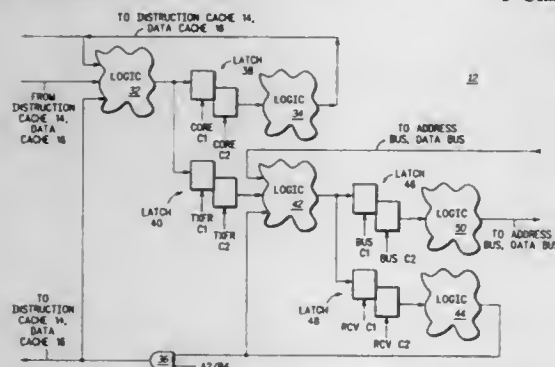 TO INSTRUCTION CACHE 14,
DATA CACHE 16
LOGIC
32
LATCH
38
LOGIC
34
12
FROM
INSTRUCTION
CACHE 14,
DATA
CACHE 16
CORE
C1
CORE
C2
TO ADDRESS
BUS, DATA BUS
LATCH
40
TXFR
C1
TXFR
C2
LOGIC
42
LATCH
46
BUS
C1
BUS C2
LOGIC
50
TO ADDRESS
BUS, DATA BUS
TO
INSTRUCTION
CACHE 14,
DATA
CACHE 16
LATCH
48
RCV C1
RCV C2
LOGIC
44
36